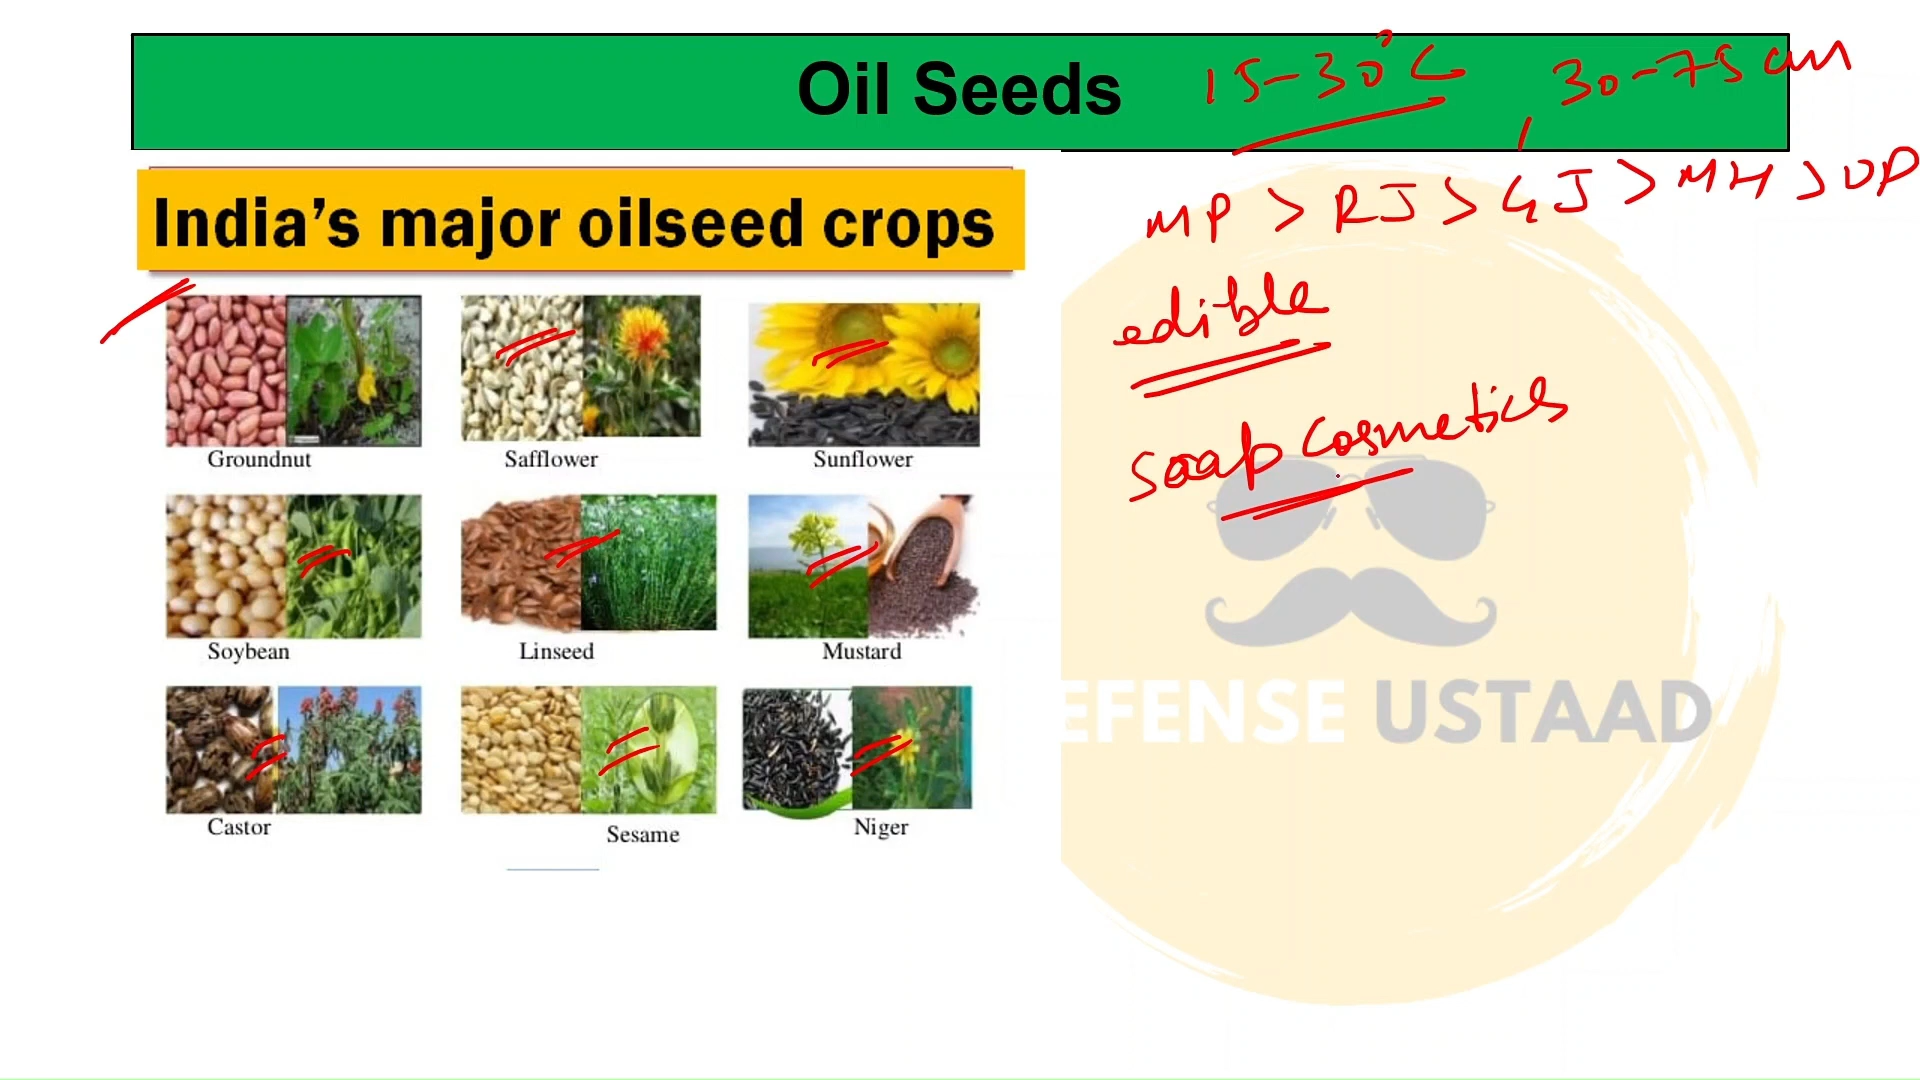 Oil Seeds 15-30°C, 30-75 cm
MP > RJ > GJ > MH > UP
India's major oilseed crops
edible
Soap Cosmetics
Groundnut Safflower Sunflower
Soybean Linseed Mustard
Castor Sesame Niger
EFENSE USTAAD